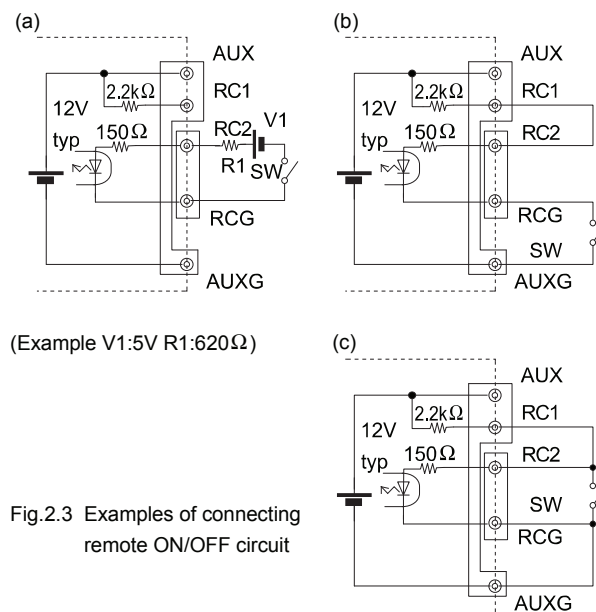 (a)
AUX
RC1
2.2kΩ
12V
V1
150Ω
RC2
typ
R1
SW
RCG
AUXG
(Example V1:5V R1:620Ω)
(b)
AUX
RC1
2.2kΩ
12V
RC2
150Ω
typ
RCG
SW
AUXG
(c)
AUX
RC1
2.2kΩ
12V
RC2
150Ω
typ
SW
RCG
AUXG
Fig.2.3 Examples of connecting
remote ON/OFF circuit